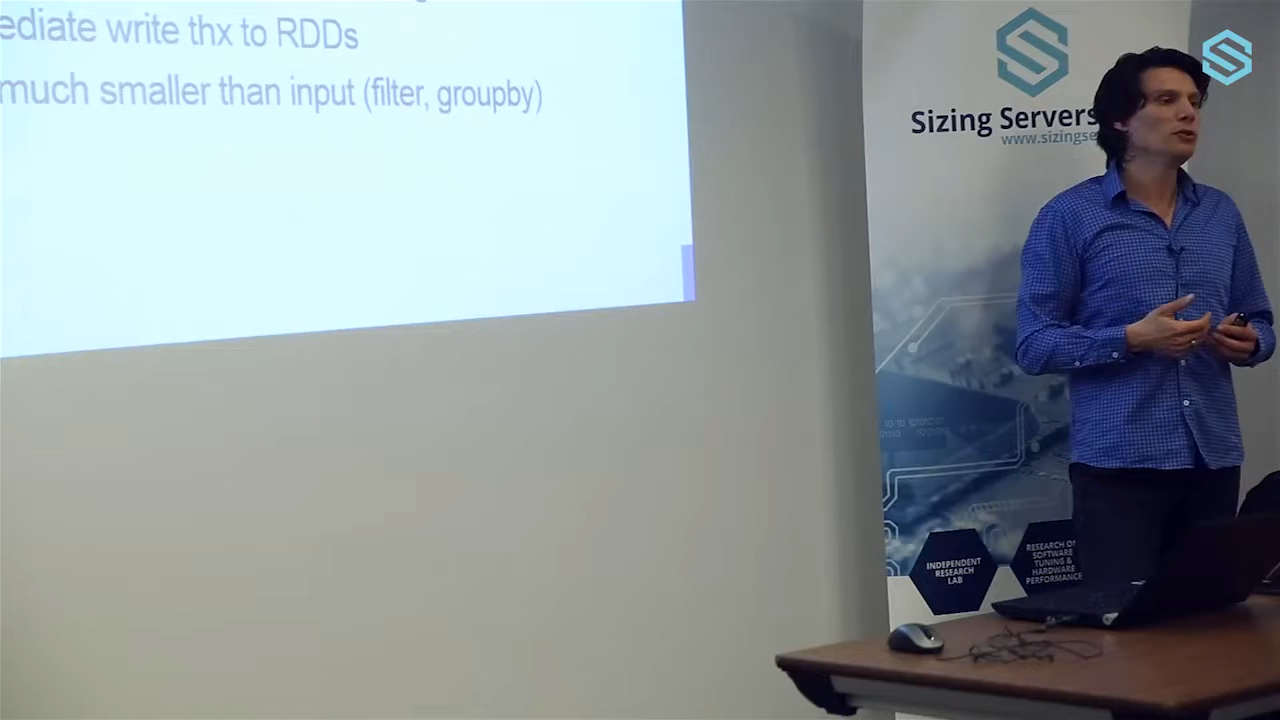 ediate write thx to RDDs
much smaller than input (filter, groupby)
Sizing Servers
www.sizingse
INDEPENDENT
RESEARCH
LAB
RESEARCH ON
SOFTWARE
TUNING &
HARDWARE
PERFORMANCE